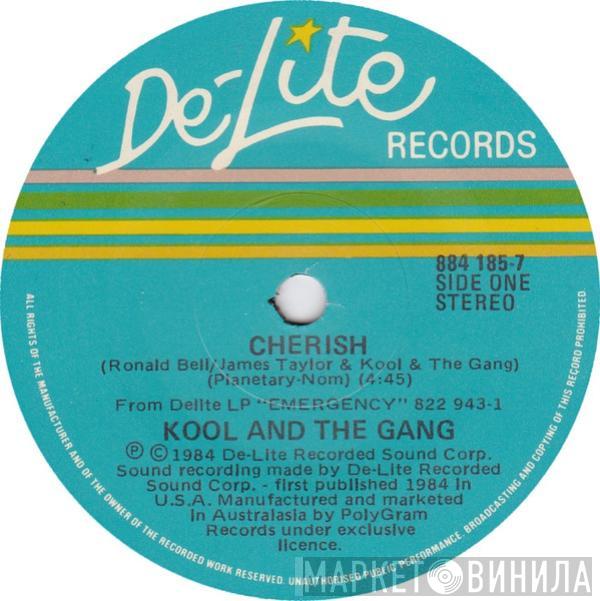 De-Lite
RECORDS
884 185-7
SIDE ONE
STEREO
CHERISH
(Ronald Bell/James Taylor & Kool & The Gang)
(Planetary-Nom) (4:45)
From Delite LP "EMERGENCY" 822 943-1
KOOL AND THE GANG
Ⓟ © 1984 De-Lite Recorded Sound Corp.
Sound recording made by De-Lite Recorded
Sound Corp. - first published 1984 in
U.S.A. Manufactured and marketed
in Australasia by PolyGram
Records under exclusive
licence.
ALL RIGHTS OF THE MANUFACTURER AND OF THE OWNER OF THE RECORDED WORK RESERVED. UNAUTHORISED PUBLIC PERFORMANCE, BROADCASTING AND COPYING OF THIS RECORD PROHIBITED
МАРКЕТ ВИНИЛА